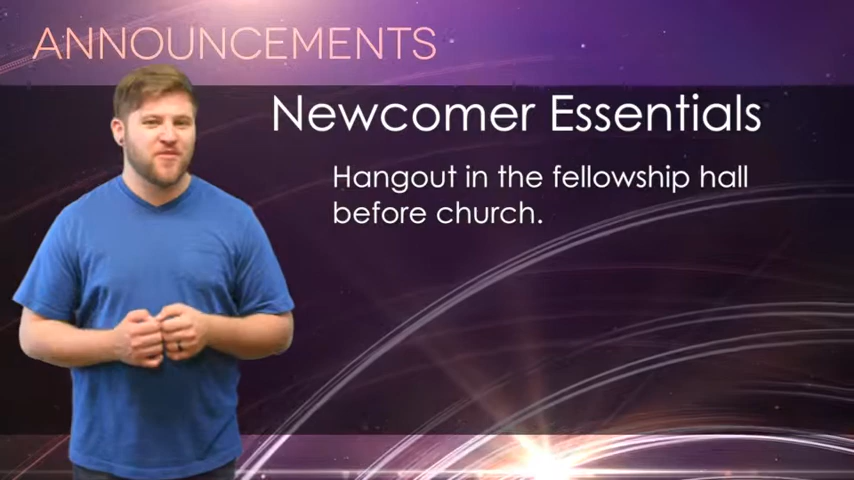 ANNOUNCEMENTS
Newcomer Essentials
Hangout in the fellowship hall
before church.